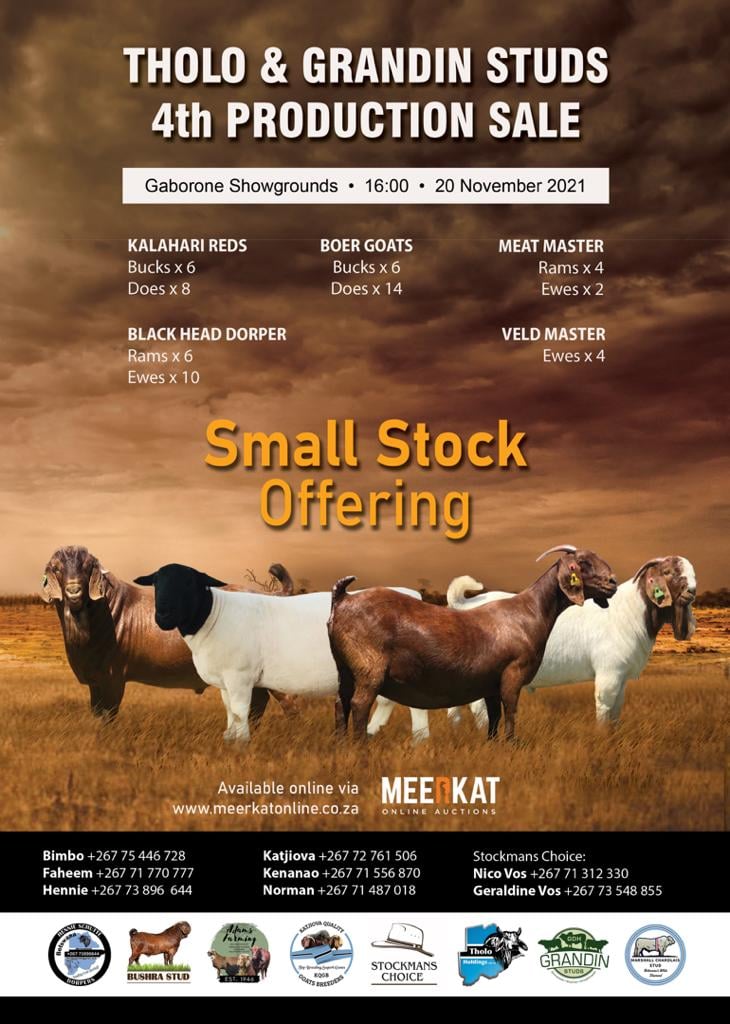 THOLO & GRANDIN STUDS
4th PRODUCTION SALE
Gaborone Showgrounds • 16:00 • 20 November 2021
KALAHARI REDS
Bucks x 6
Does x 8
BOER GOATS
Bucks x 6
Does x 14
MEAT MASTER
Rams x 4
Ewes x 2
BLACK HEAD DORPER
Rams x 6
Ewes x 10
VELD MASTER
Ewes x 4
Small Stock
Offering
Available online via
www.meerkatonline.co.za
MEERKAT
ONLINE AUCTIONS
Bimbo +267 75 446 728
Faheem +267 71 770 777
Hennie +267 73 896 644
Katjiova +267 72 761 506
Kenanao +267 71 556 870
Norman +267 71 487 018
Stockmans Choice:
Nico Vos +267 71 312 330
Geraldine Vos +267 73 548 855
DORPERS
BUSHRA STUD
Adams
Farming
EST. 1946
KATJIOVA QUALITY
KQGB
GOATS BREEDERS
STOCKMANS
CHOICE
Tholo
Holdings
GDH
GRANDIN
STUDS
MARSHALL CHAROLAIS
STUD